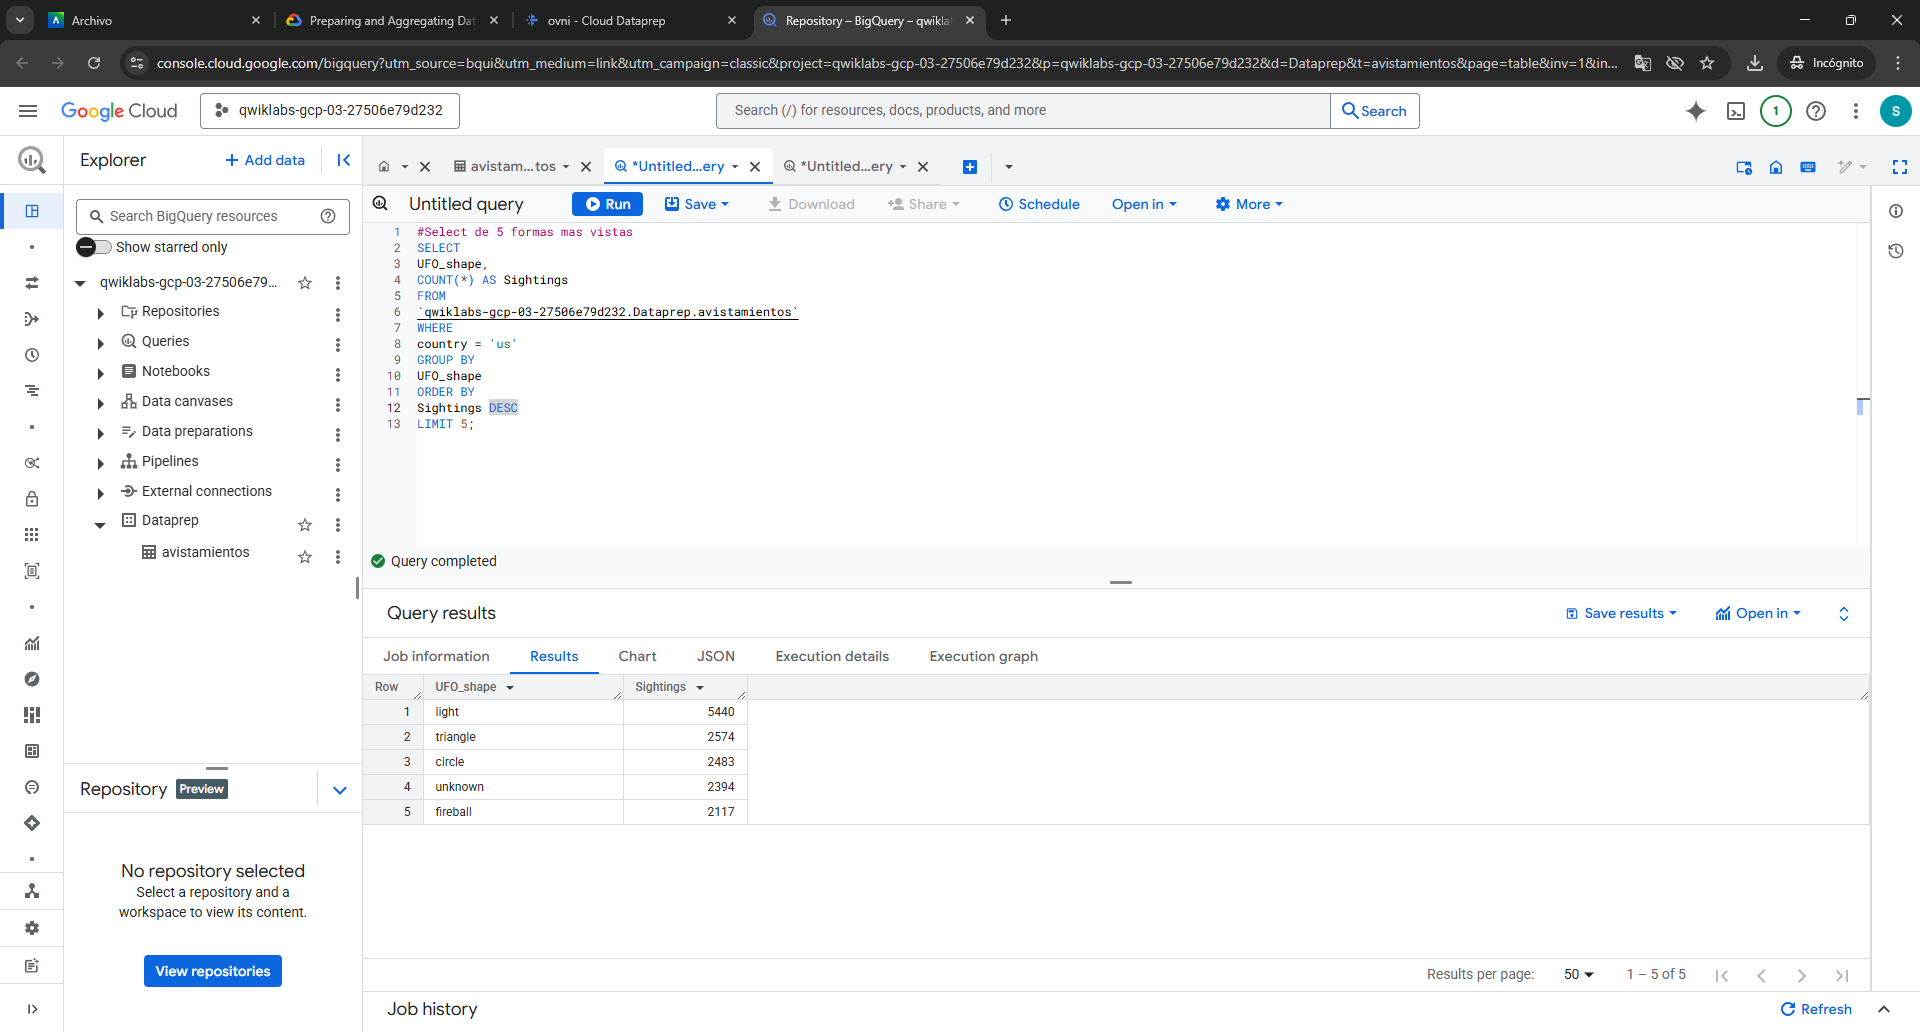 Archivo
Preparing and Aggregating Dat
ovni - Cloud Dataprep
Repository – BigQuery – qwikla
console.cloud.google.com/bigquery?utm_source=bqui&utm_medium=link&utm_campaign=classic&project=qwiklabs-gcp-03-27506e79d232&p=qwiklabs-gcp-03-27506e79d232&d=Dataprep&t=avistamientos&page=table&inv=1&in...
Incógnito
Google Cloud
qwiklabs-gcp-03-27506e79d232
Search (/) for resources, docs, products, and more
Search
1
S
Explorer
+ Add data
avistam...tos
*Untitled...ery
*Untitled...ery
Search BigQuery resources
Show starred only
qwiklabs-gcp-03-27506e79...
Repositories
Queries
Notebooks
Data canvases
Data preparations
Pipelines
External connections
Dataprep
avistamientos
Repository Preview
No repository selected
Select a repository and a
workspace to view its content.
View repositories
Untitled query
Run
Save
Download
Share
Schedule
Open in
More
1 #Select de 5 formas mas vistas
2 SELECT
3 UFO_shape,
4 COUNT(*) AS Sightings
5 FROM
6 `qwiklabs-gcp-03-27506e79d232.Dataprep.avistamientos`
7 WHERE
8 country = 'us'
9 GROUP BY
10 UFO_shape
11 ORDER BY
12 Sightings DESC
13 LIMIT 5;
Query completed
Query results
Save results
Open in
Job information
Results
Chart
JSON
Execution details
Execution graph
Row UFO_shape Sightings
1 light 5440
2 triangle 2574
3 circle 2483
4 unknown 2394
5 fireball 2117
Results per page: 50 1 – 5 of 5
Job history
Refresh